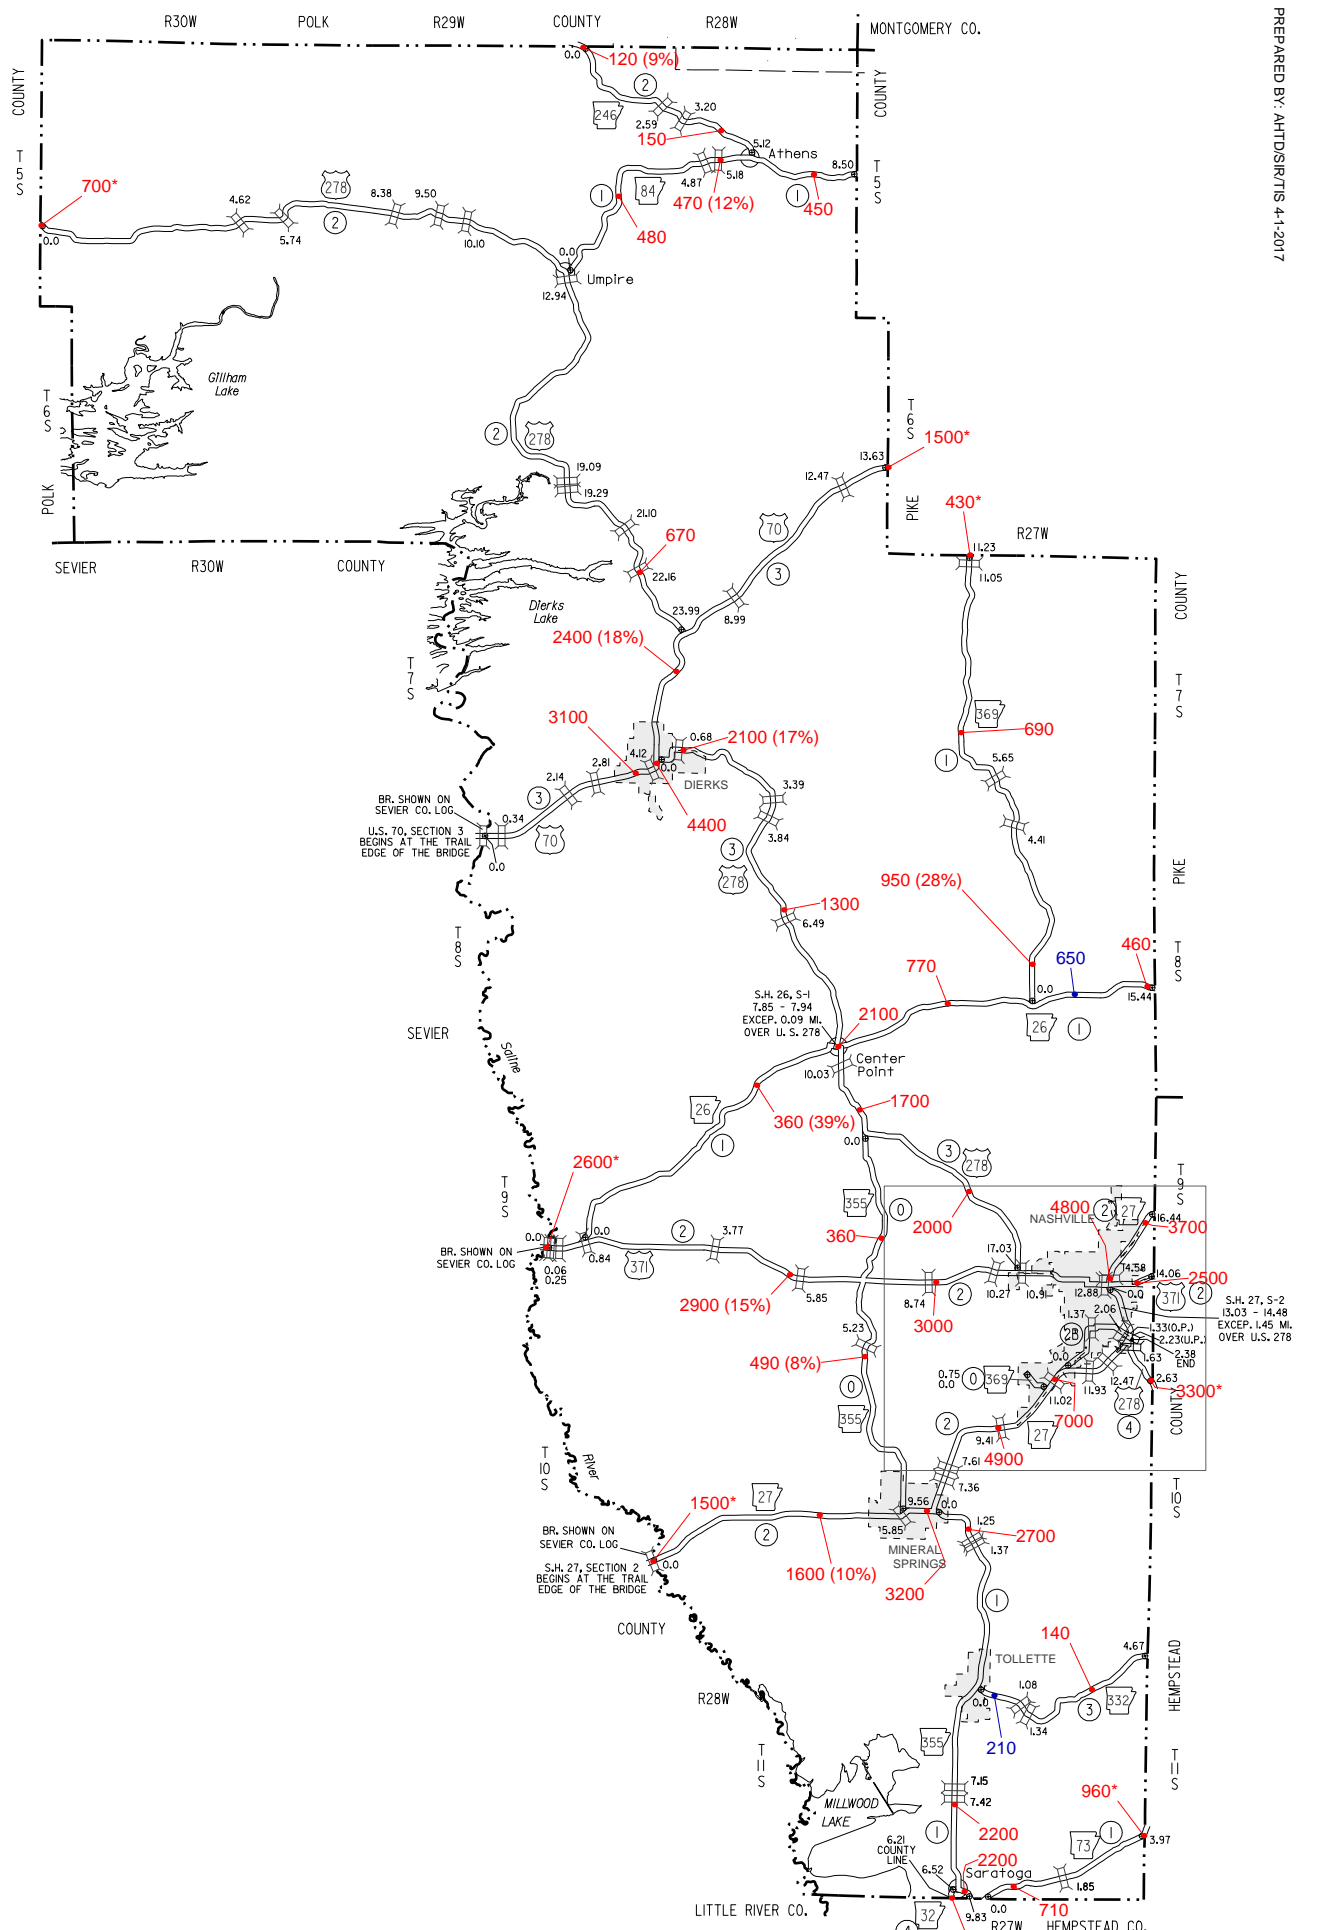 R30W POLK R29W COUNTY R28W
MONTGOMERY CO.
PREPARED BY: AHTD/SIR/TIS 4-1-2017
COUNTY
T 5 S
0.0
120 (9%)
2
246
2.59
3.20
150
5.12
Athens
8.50
COUNTY
T 5 S
700*
0.0
4.62
278
2
5.74
8.38
9.50
10.10
1
84
4.87
5.18
470 (12%)
1
450
480
0.0
Umpire
12.94
Gillham
Lake
T 6 S
POLK
2
278
19.09
19.29
21.10
670
22.16
T 6 S
1500*
13.63
12.47
PIKE
70
3
430*
11.23
R27W
11.05
SEVIER R30W COUNTY
Dierks
Lake
23.99
8.99
2400 (18%)
COUNTY
T 7 S
T 7 S
369
690
1
5.65
4.41
3100
4.12
0.68
2100 (17%)
0.0
DIERKS
2.81
2.14
3
BR. SHOWN ON
SEVIER CO. LOG
0.34
U.S. 70, SECTION 3
BEGINS AT THE TRAIL
EDGE OF THE BRIDGE
70
0.0
4400
3.39
3.84
3
278
1300
6.49
950 (28%)
PIKE
T 8 S
T 8 S
770
650
460
0.0
15.44
26
1
S.H. 26, S-1
7.85 - 7.94
EXCEP. 0.09 MI.
OVER U.S. 278
2100
Center
Point
10.03
SEVIER
Saline
26
1
360 (39%)
1700
0.0
3
278
T 9 S
T 9 S
2600*
0.0
0.0
BR. SHOWN ON
SEVIER CO. LOG
0.06
0.25
0.84
371
2
3.77
2900 (15%)
5.85
355
0
360
2000
NASHVILLE
4800
2
27
16.44
3700
17.03
14.58
14.06
2500
8.74
3000
2
10.27
10.91
12.88
0.0
371
2
S.H. 27, S-2
13.03 - 14.48
EXCEP. 1.45 MI.
OVER U.S. 278
2.06
1.37
1.33(O.P.)
2.23(U.P.)
2.38
END
1.63
0.0
5.23
490 (8%)
0
355
0.75
0.0
0
369
11.02
11.93
12.47
2.63
3300*
7000
278
4
COUNTY
2
9.41
4900
27
7.61
7.36
T 10 S
River
T 10 S
27
2
1500*
BR. SHOWN ON
SEVIER CO. LOG
0.0
S.H. 27, SECTION 2
BEGINS AT THE TRAIL
EDGE OF THE BRIDGE
1600 (10%)
9.56
0.0
15.85
MINERAL
SPRINGS
3200
1.25
2700
1.37
1
COUNTY
R28W
TOLLETTE
140
4.67
HEMPSTEAD
0.0
1.08
1.34
3
332
210
355
T 11 S
T 11 S
7.15
7.42
MILLWOOD
LAKE
960*
1
2200
73
1
3.97
6.21
COUNTY
LINE
2200
6.52
Saratoga
1.85
710
LITTLE RIVER CO.
32
9.83
0.0
R27W
HEMPSTEAD CO.